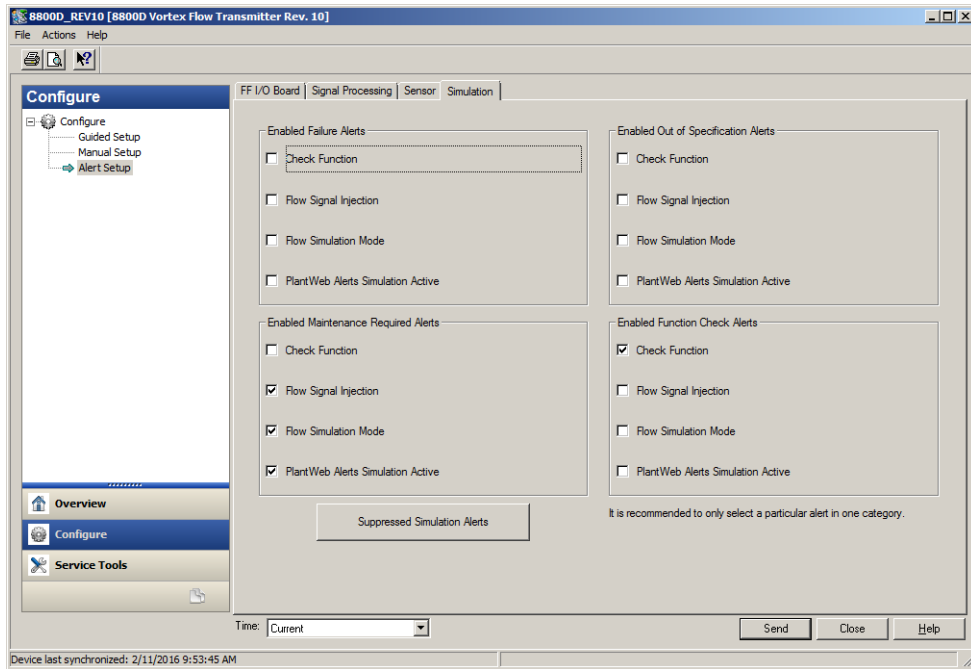 8800D_REV10 [8800D Vortex Flow Transmitter Rev. 10]
File Actions Help
Configure
Configure
Guided Setup
Manual Setup
Alert Setup
Overview
Configure
Service Tools
FF I/O Board
Signal Processing
Sensor
Simulation
Enabled Failure Alerts
Check Function
Flow Signal Injection
Flow Simulation Mode
PlantWeb Alerts Simulation Active
Enabled Out of Specification Alerts
Check Function
Flow Signal Injection
Flow Simulation Mode
PlantWeb Alerts Simulation Active
Enabled Maintenance Required Alerts
Check Function
Flow Signal Injection
Flow Simulation Mode
PlantWeb Alerts Simulation Active
Enabled Function Check Alerts
Check Function
Flow Signal Injection
Flow Simulation Mode
PlantWeb Alerts Simulation Active
Suppressed Simulation Alerts
It is recommended to only select a particular alert in one category.
Time: Current
Send
Close
Help
Device last synchronized: 2/11/2016 9:53:45 AM